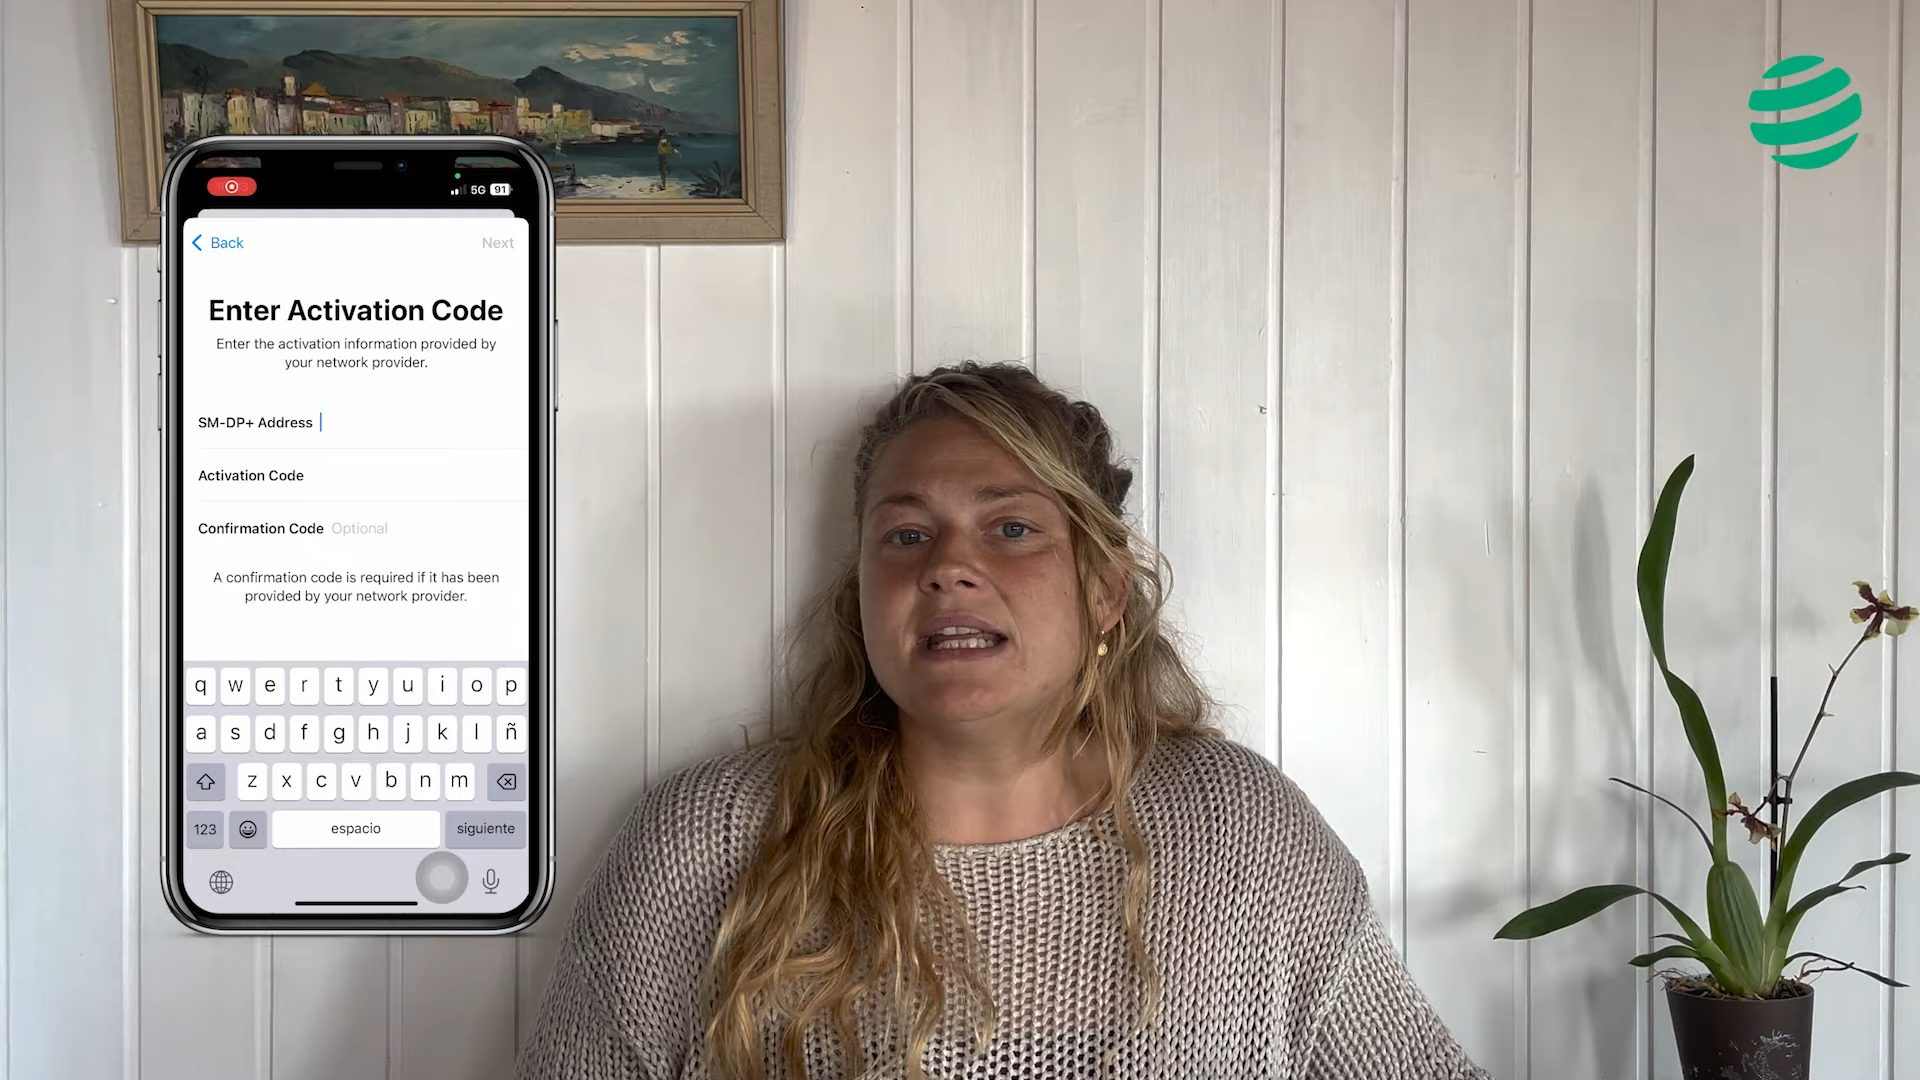 5G 91
Back
Next
Enter Activation Code
Enter the activation information provided by
your network provider.
SM-DP+ Address
Activation Code
Confirmation Code Optional
A confirmation code is required if it has been
provided by your network provider.
q w e r t y u i o p
a s d f g h j k l ñ
z x c v b n m
123 espacio siguiente